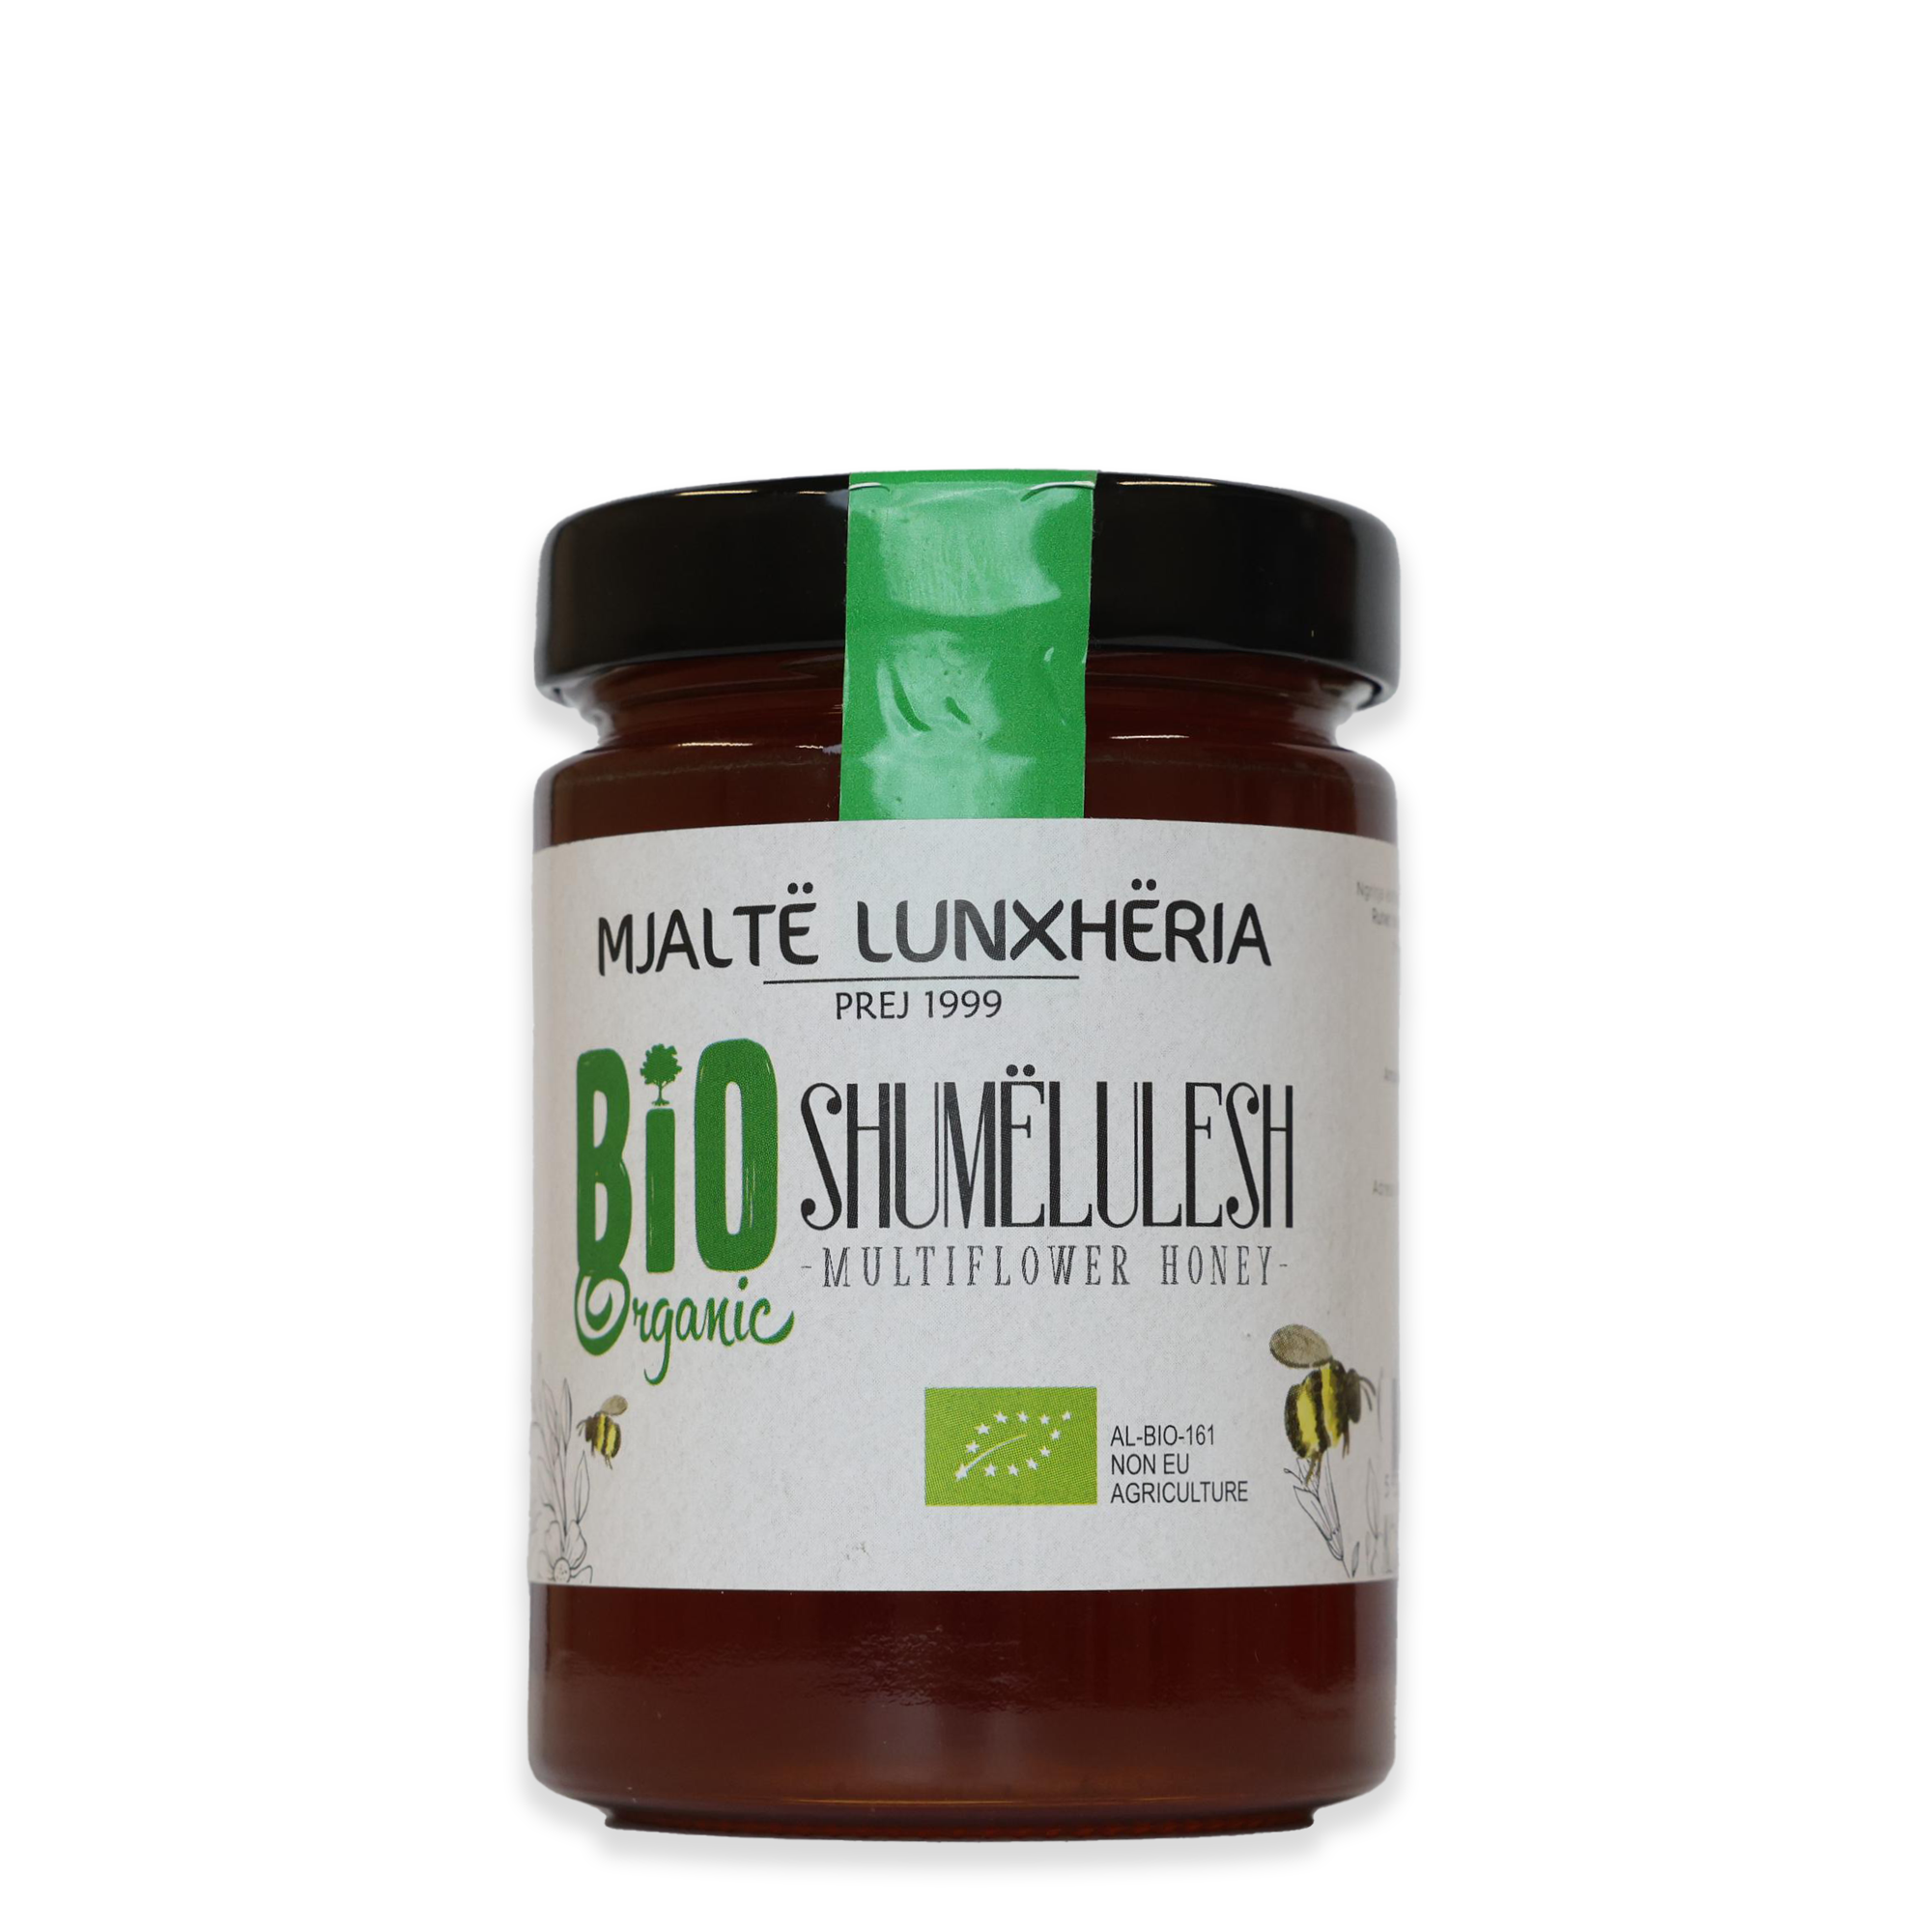 MJALTË LUNXHËRIA
PREJ 1999
BiO
Organic
SHUMËLULESH
-MULTIFLOWER HONEY-
AL-BIO-161
NON EU
AGRICULTURE